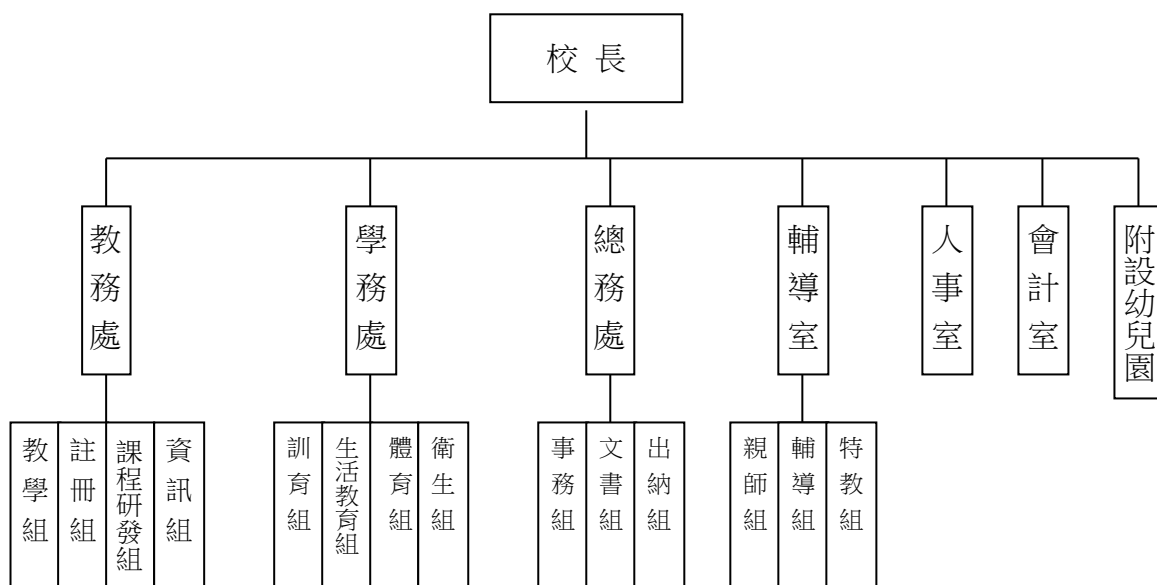 校長
教務處
學務處
總務處
輔導室
人事室
會計室
附設幼兒園
教學組
註冊組
課程研發組
資訊組
訓育組
生活教育組
體育組
衛生組
事務組
文書組
出納組
親師組
輔導組
特教組